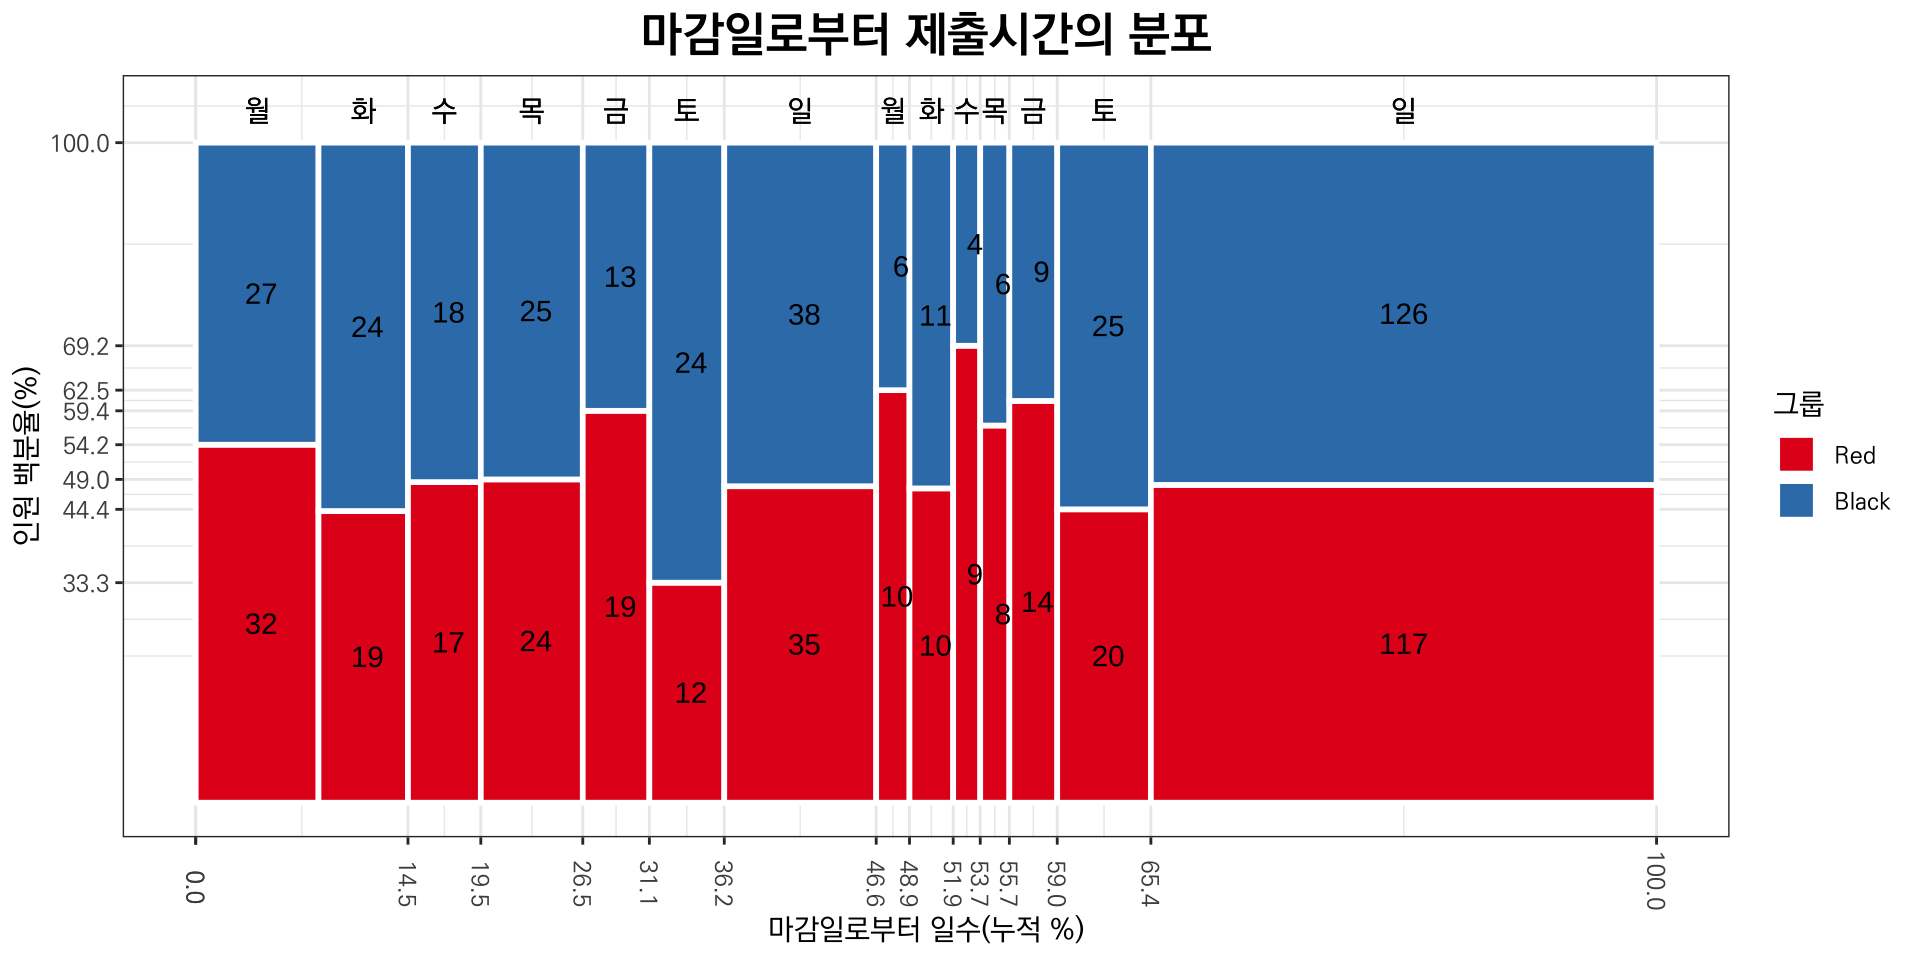 마감일로부터 제출시간의 분포
월 화 수 목 금 토 일 월 화 수 목 금 토 일
100.0
69.2
62.5
59.4
54.2
49.0
44.4
33.3
인원 백분율(%)
27 24 18 25 13 24 38 6 11 4 6 9 25 126
32 19 17 24 19 12 35 10 10 9 8 14 20 117
0.0 14.5 19.5 26.5 31.1 36.2 46.6 48.9 51.9 53.7 55.7 59.0 65.4 100.0
마감일로부터 일수(누적 %)
그룹
Red
Black